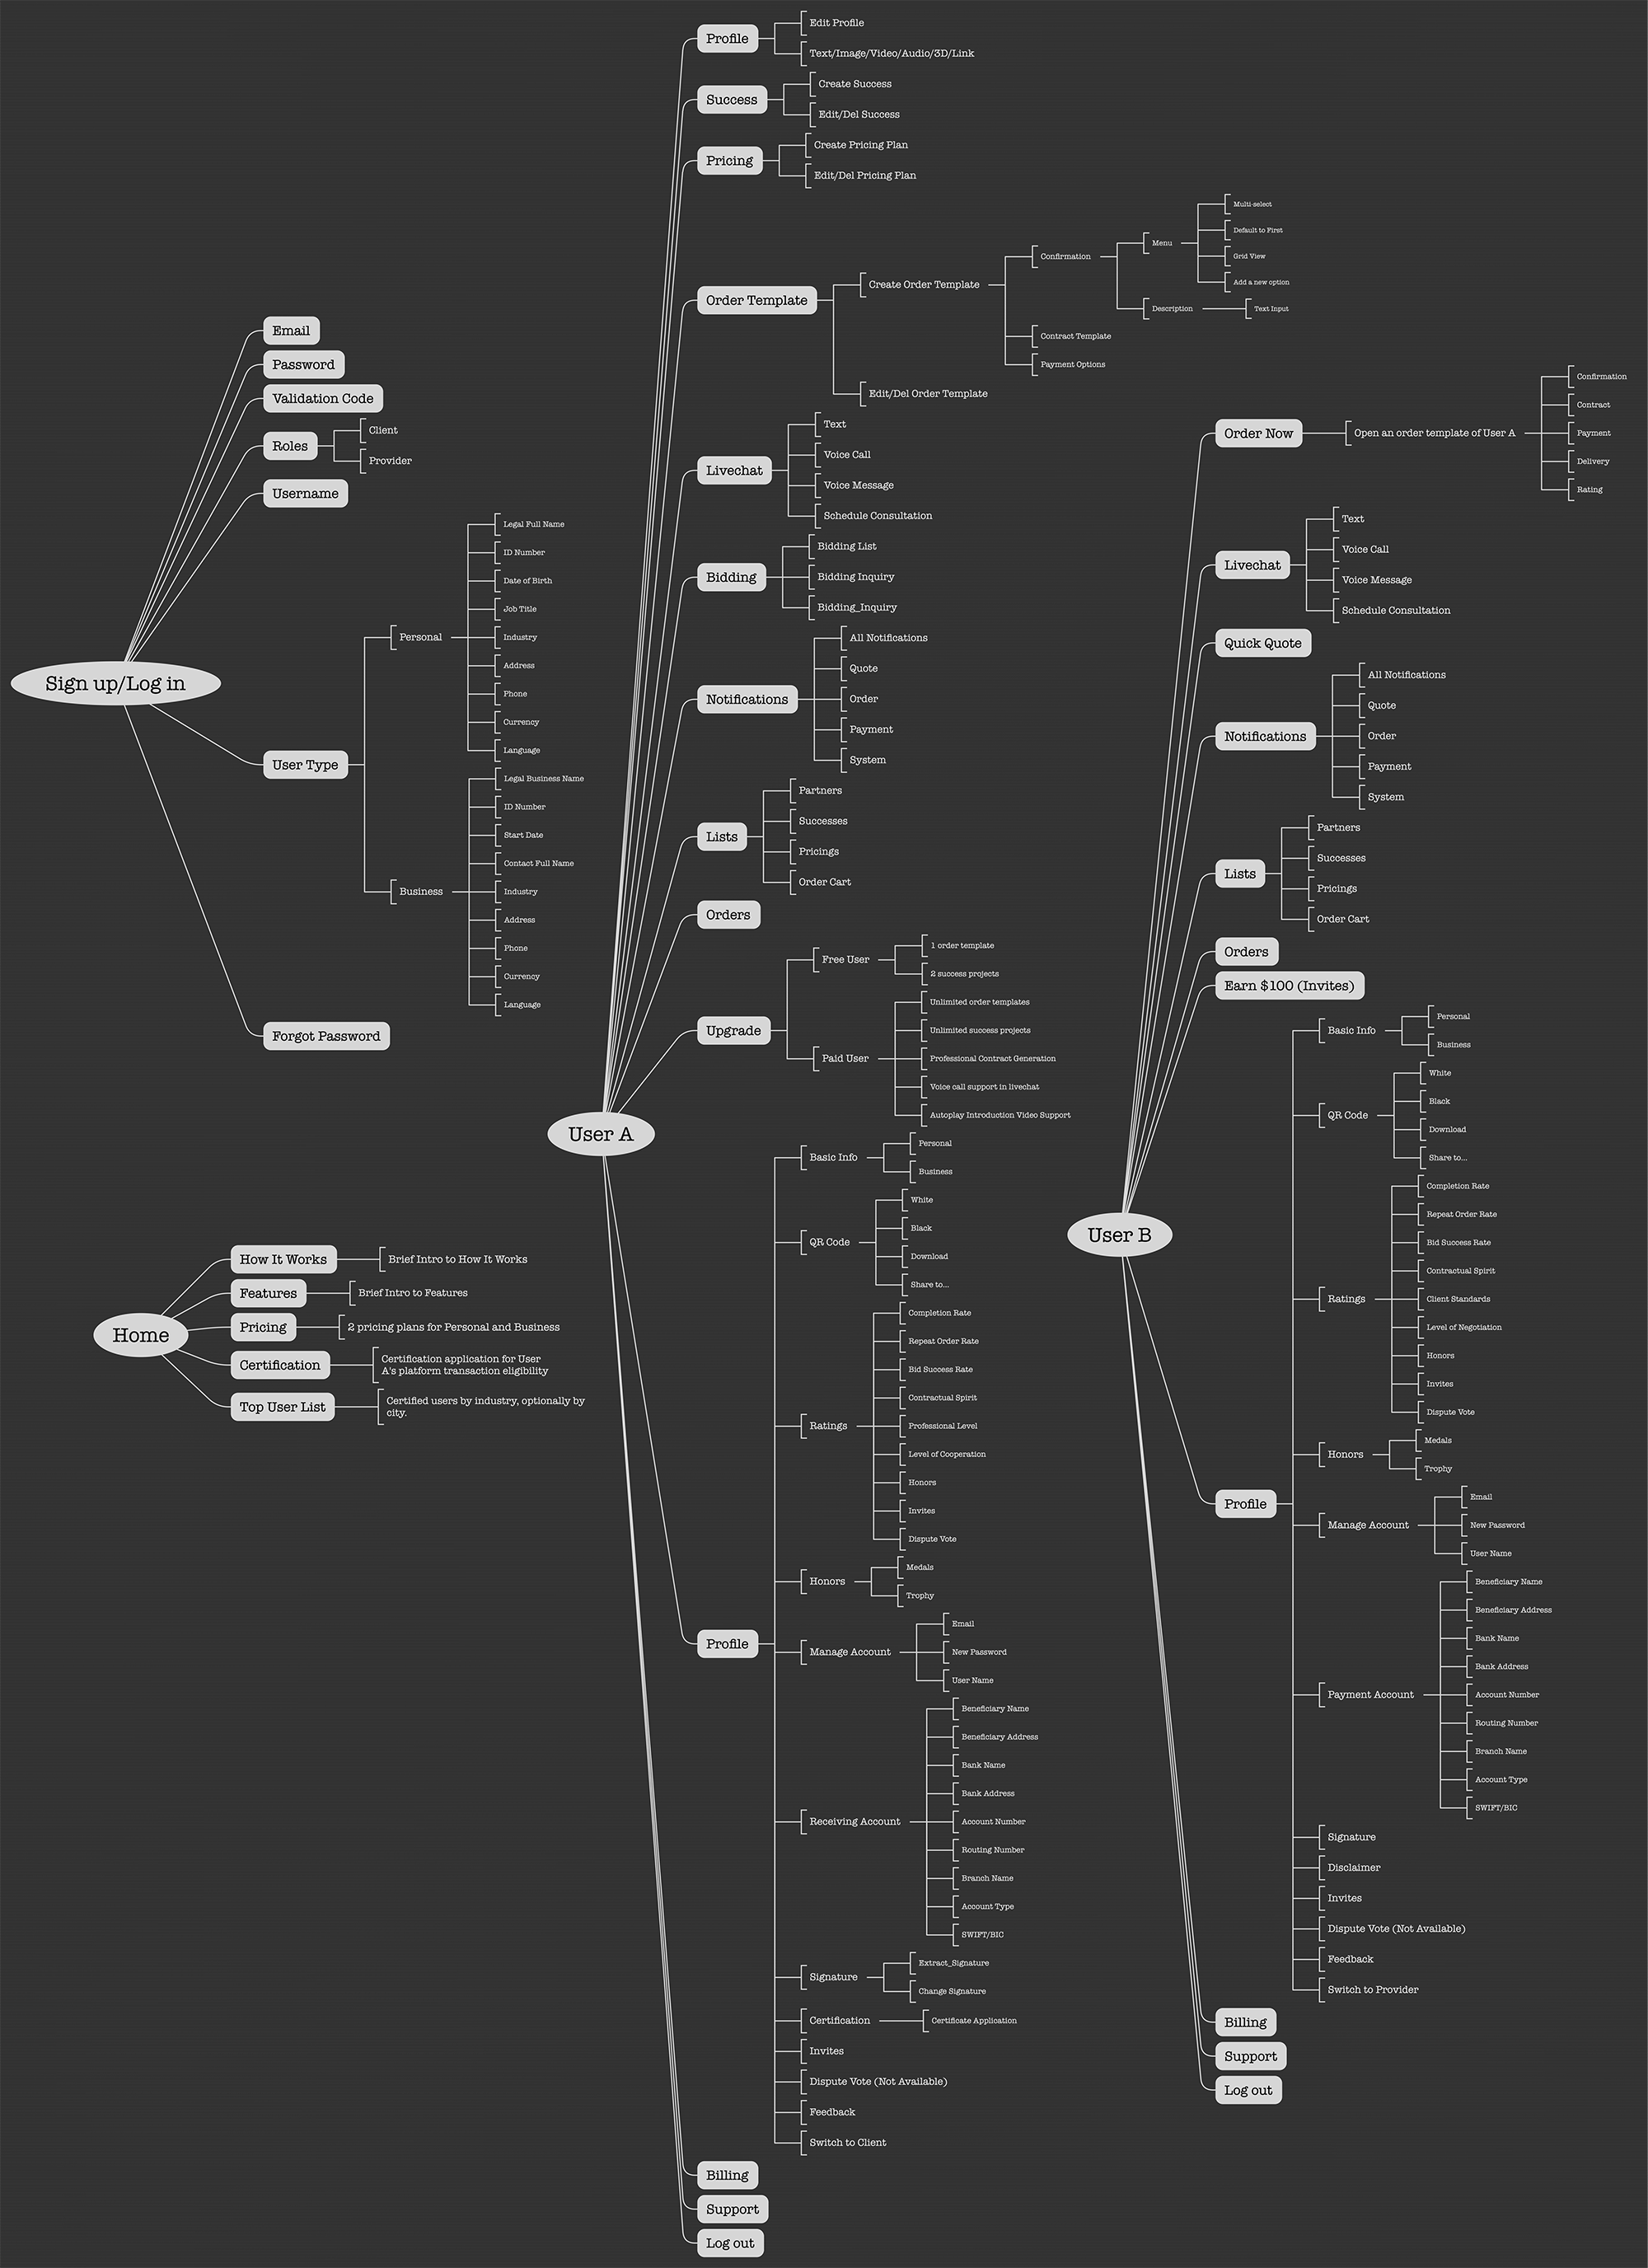 Sign up/Log in
Email
Password
Validation Code
Roles
Client
Provider
Username
User Type
Personal
Legal Full Name
ID Number
Date of Birth
Job Title
Industry
Address
Phone
Currency
Language
Business
Legal Business Name
ID Number
Start Date
Contact Full Name
Industry
Address
Phone
Currency
Language
Forgot Password
Home
How It Works
Brief Intro to How It Works
Features
Brief Intro to Features
Pricing
2 pricing plans for Personal and Business
Certification
Certification application for User
A's platform transaction eligibility
Top User List
Certified users by industry, optionally by
city.
User A
Profile
Edit Profile
Text/Image/Video/Audio/3D/Link
Success
Create Success
Edit/Del Success
Pricing
Create Pricing Plan
Edit/Del Pricing Plan
Order Template
Create Order Template
Confirmation
Menu
Multi-select
Default to First
Grid View
Add a new option
Description
Text Input
Contract Template
Payment Options
Edit/Del Order Template
Livechat
Text
Voice Call
Voice Message
Schedule Consultation
Bidding
Bidding List
Bidding Inquiry
Bidding_Inquiry
Notifications
All Notifications
Quote
Order
Payment
System
Lists
Partners
Successes
Pricings
Order Cart
Orders
Upgrade
Free User
1 order template
2 success projects
Paid User
Unlimited order templates
Unlimited success projects
Professional Contract Generation
Voice call support in livechat
Autoplay Introduction Video Support
Profile
Basic Info
Personal
Business
QR Code
White
Black
Download
Share to...
Ratings
Completion Rate
Repeat Order Rate
Bid Success Rate
Contractual Spirit
Professional Level
Level of Cooperation
Honors
Invites
Dispute Vote
Honors
Medals
Trophy
Manage Account
Email
New Password
User Name
Receiving Account
Beneficiary Name
Beneficiary Address
Bank Name
Bank Address
Account Number
Routing Number
Branch Name
Account Type
SWIFT/BIC
Signature
Extract_Signature
Change Signature
Certification
Certificate Application
Invites
Dispute Vote (Not Available)
Feedback
Switch to Client
Billing
Support
Log out
User B
Order Now
Open an order template of User A
Confirmation
Contract
Payment
Delivery
Rating
Livechat
Text
Voice Call
Voice Message
Schedule Consultation
Quick Quote
Notifications
All Notifications
Quote
Order
Payment
System
Lists
Partners
Successes
Pricings
Order Cart
Orders
Earn $100 (Invites)
Profile
Basic Info
Personal
Business
QR Code
White
Black
Download
Share to...
Ratings
Completion Rate
Repeat Order Rate
Bid Success Rate
Contractual Spirit
Client Standards
Level of Negotiation
Honors
Invites
Dispute Vote
Honors
Medals
Trophy
Manage Account
Email
New Password
User Name
Payment Account
Beneficiary Name
Beneficiary Address
Bank Name
Bank Address
Account Number
Routing Number
Branch Name
Account Type
SWIFT/BIC
Signature
Disclaimer
Invites
Dispute Vote (Not Available)
Feedback
Switch to Provider
Billing
Support
Log out